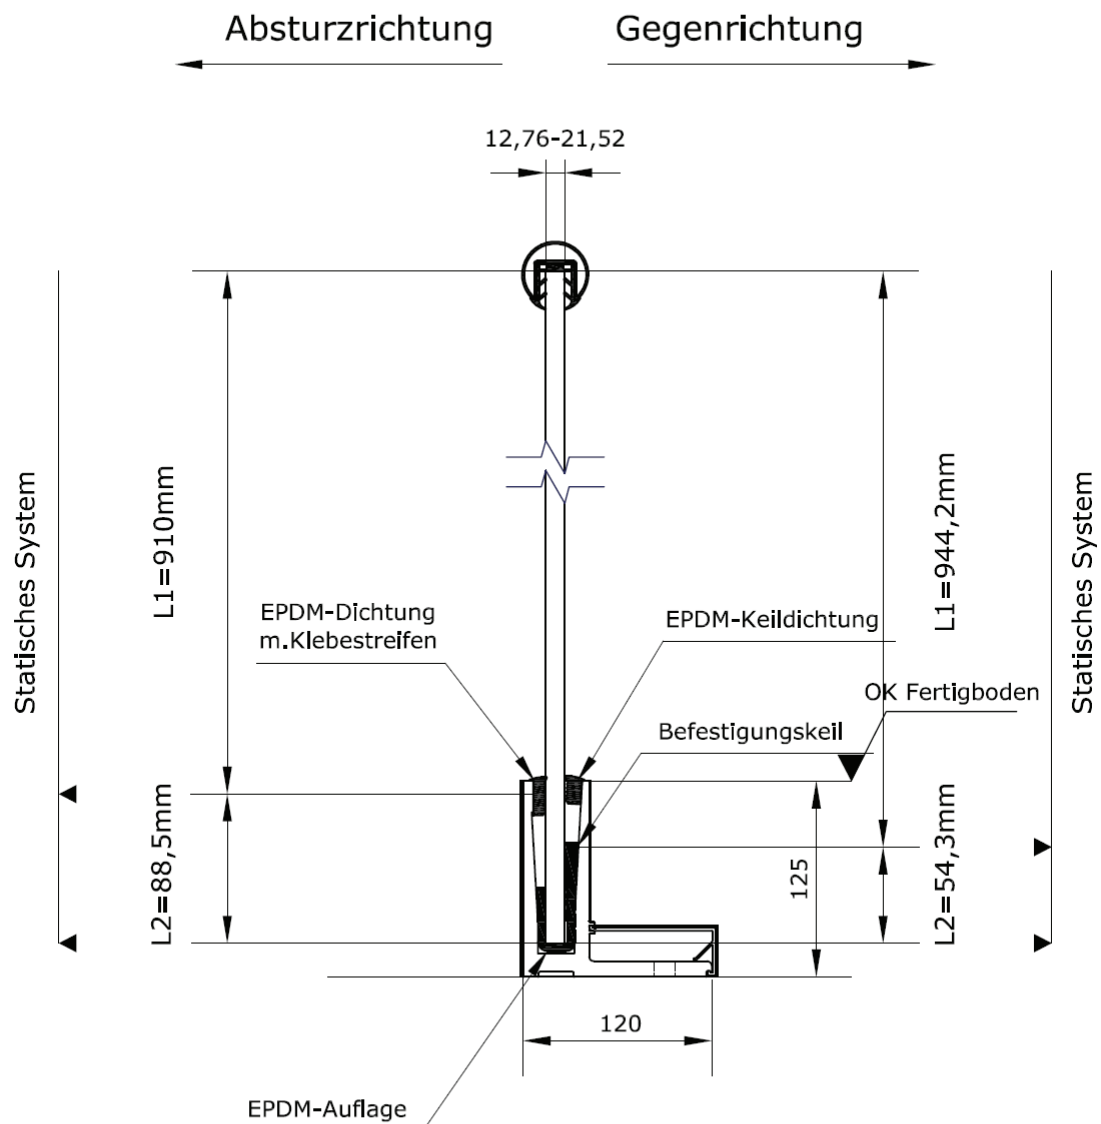 Absturzrichtung
Gegenrichtung
12,76-21,52
Statisches System
L1=910mm
L1=944,2mm
Statisches System
EPDM-Dichtung
m.Klebestreifen
EPDM-Keildichtung
OK Fertigboden
Befestigungskeil
L2=88,5mm
125
L2=54,3mm
120
EPDM-Auflage